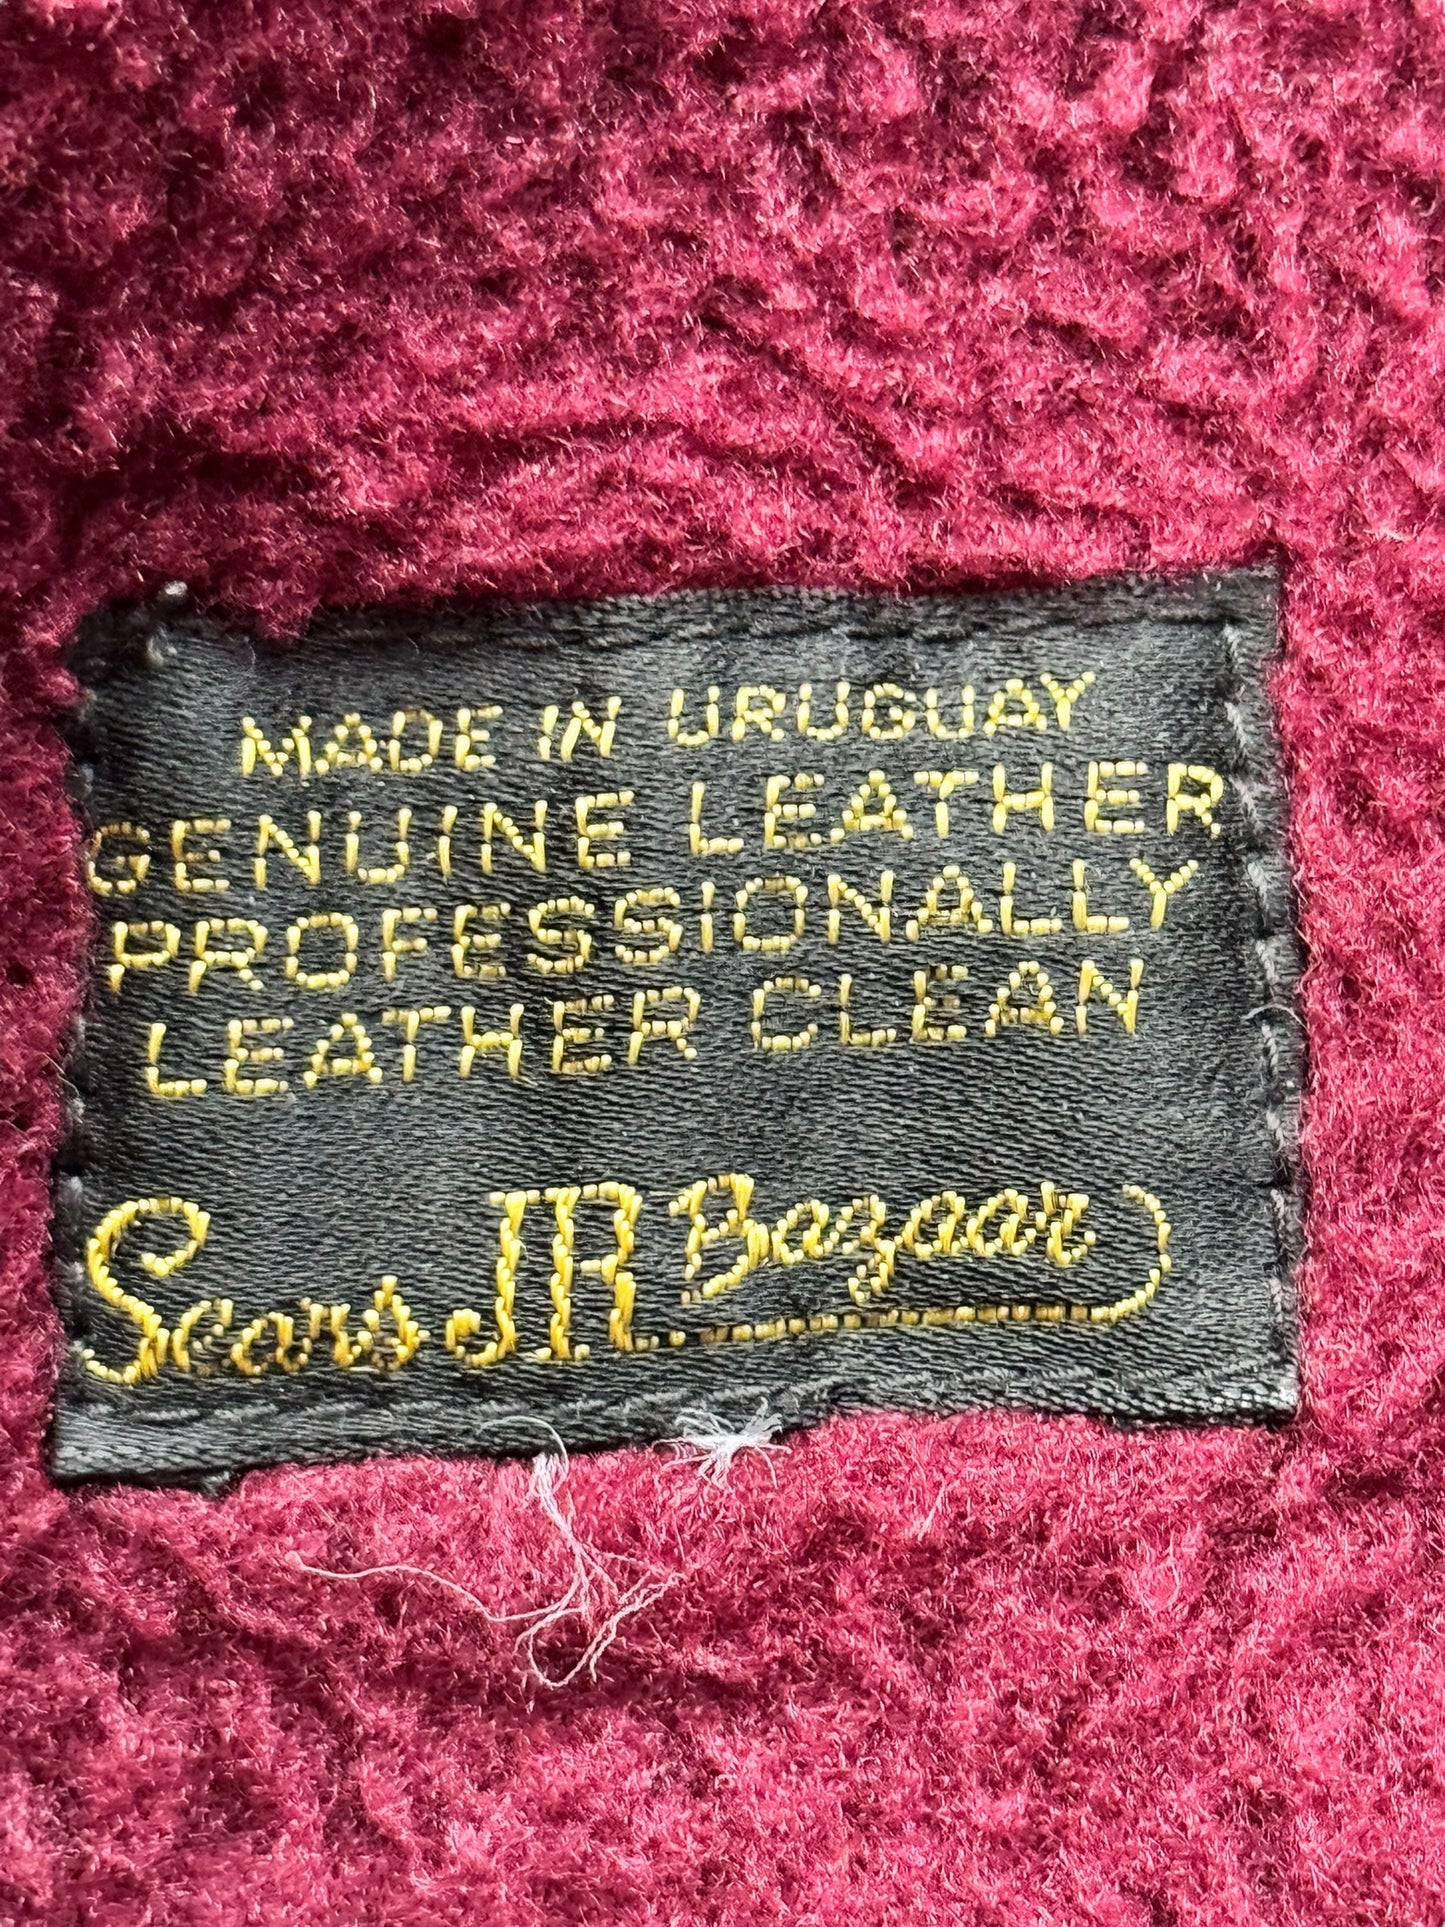 MADE IN URUGUAY
GENUINE LEATHER
PROFESSIONALLY
LEATHER CLEAN
Sears JR Bazaar